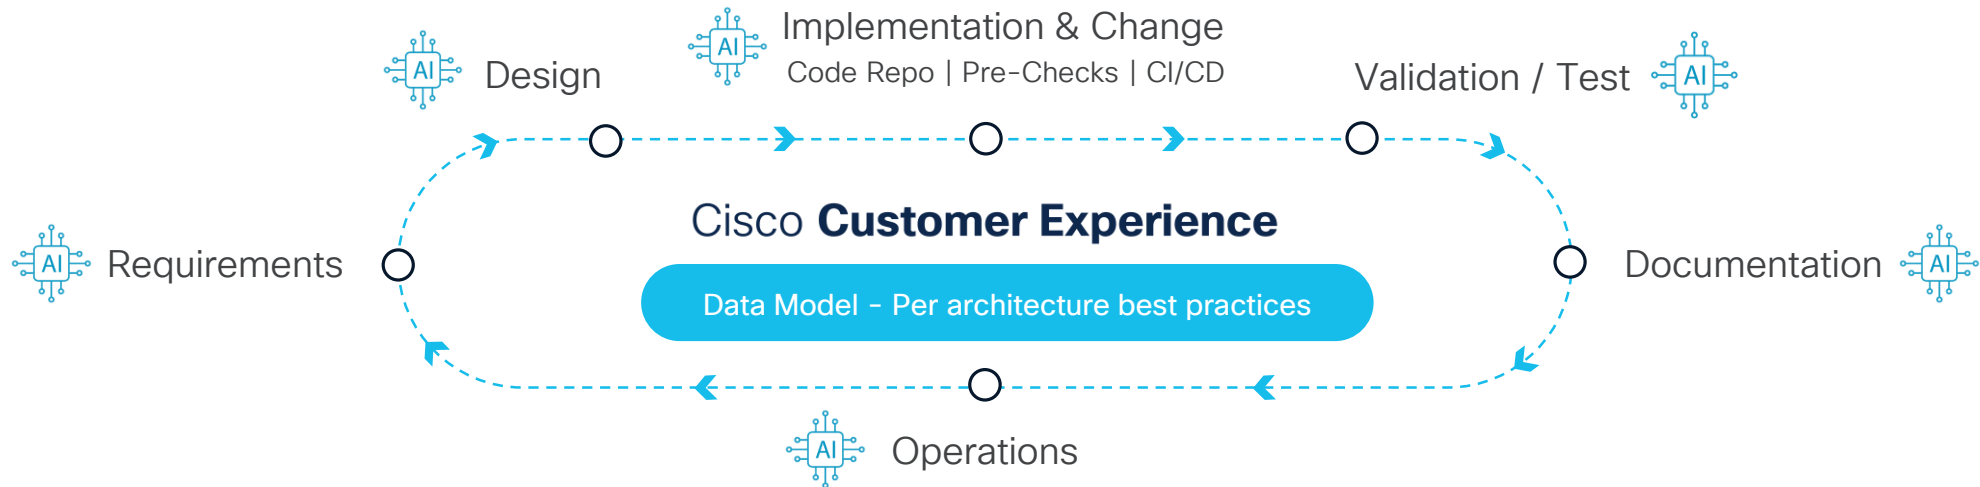 AI
Implementation & Change
Code Repo | Pre-Checks | CI/CD
AI
Design
Validation / Test
AI
Cisco Customer Experience
AI
Requirements
Documentation
AI
Data Model - Per architecture best practices
AI
Operations